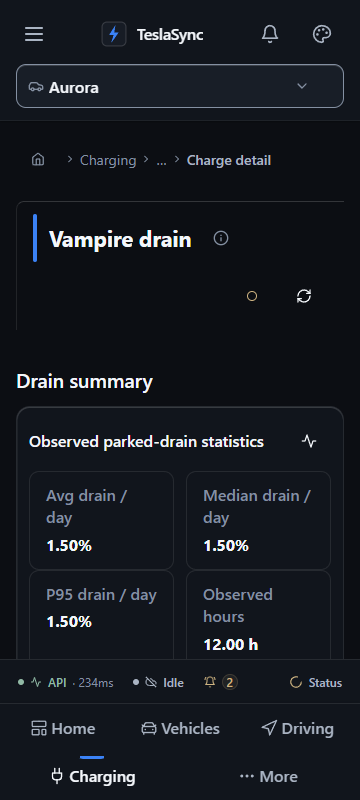 TeslaSync
Aurora
Charging
...
Charge detail
Vampire drain
Drain summary
Observed parked-drain statistics
Avg drain /
day
1.50%
Median drain /
day
1.50%
P95 drain / day
1.50%
Observed
hours
12.00 h
API · 234ms
Idle
2
Status
Home
Vehicles
Driving
Charging
More